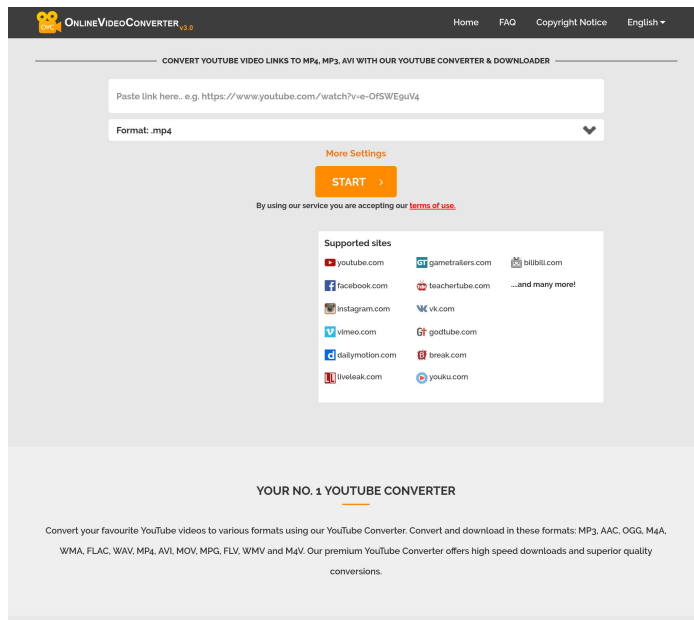 OnlineVideoConverter v3.0
Home FAQ Copyright Notice English
CONVERT YOUTUBE VIDEO LINKS TO MP4, MP3, AVI WITH OUR YOUTUBE CONVERTER & DOWNLOADER
Paste link here.. e.g. https://www.youtube.com/watch?v=e-OfSWE9uV4
Format: .mp4
More Settings
START >
By using our service you are accepting our terms of use.
Supported sites
youtube.com gametrailers.com bilibili.com
facebook.com teachertube.com ....and many more!
instagram.com vk.com
vimeo.com godtube.com
dailymotion.com break.com
liveleak.com youku.com
YOUR NO. 1 YOUTUBE CONVERTER
Convert your favourite YouTube videos to various formats using our YouTube Converter. Convert and download in these formats: MP3, AAC, OGG, M4A,
WMA, FLAC, WAV, MP4, AVI, MOV, MPG, FLV, WMV and M4V. Our premium YouTube Converter offers high speed downloads and superior quality
conversions.